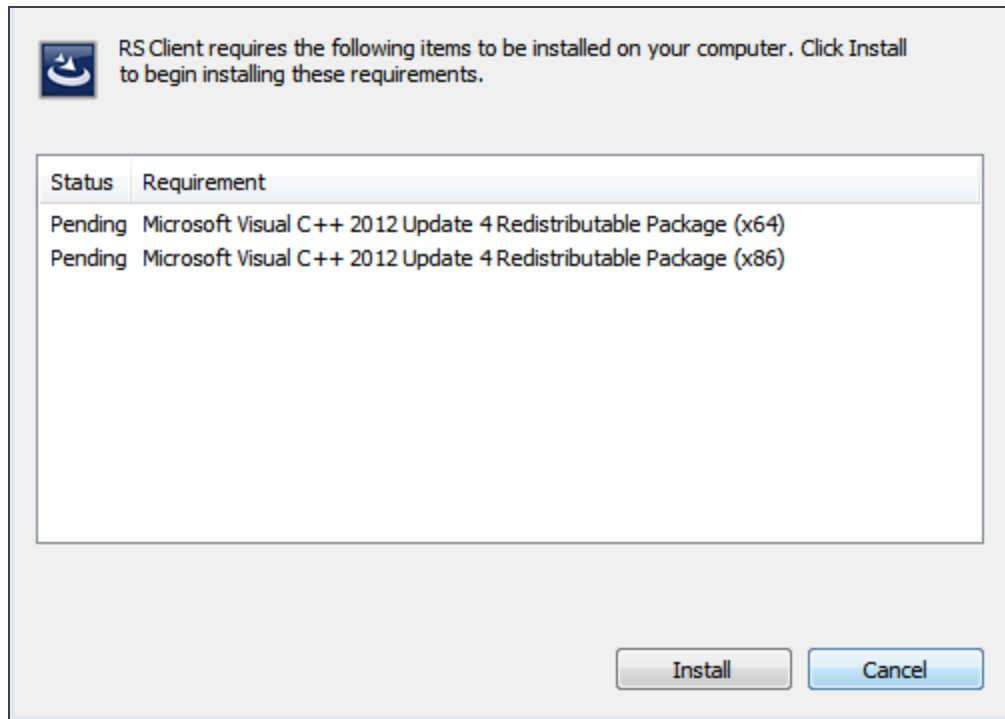 RS Client requires the following items to be installed on your computer. Click Install
to begin installing these requirements.
Status Requirement
Pending Microsoft Visual C++ 2012 Update 4 Redistributable Package (x64)
Pending Microsoft Visual C++ 2012 Update 4 Redistributable Package (x86)
Install Cancel